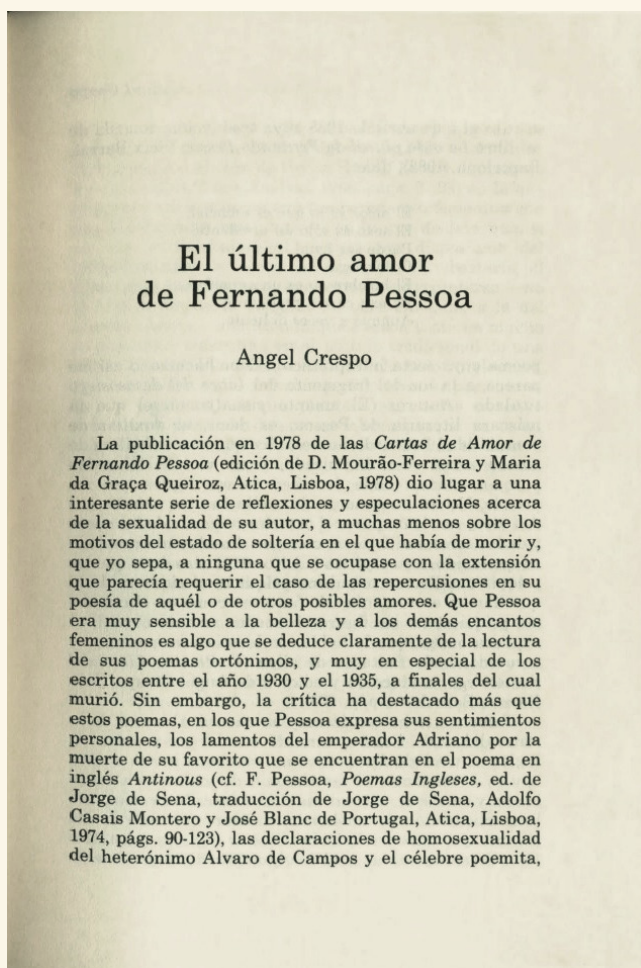 El último amor
de Fernando Pessoa
Angel Crespo
La publicación en 1978 de las Cartas de Amor de
Fernando Pessoa (edición de D. Mourão-Ferreira y Maria
da Graça Queiroz, Atica, Lisboa, 1978) dio lugar a una
interesante serie de reflexiones y especulaciones acerca
de la sexualidad de su autor, a muchas menos sobre los
motivos del estado de soltería en el que había de morir y,
que yo sepa, a ninguna que se ocupase con la extensión
que parecía requerir el caso de las repercusiones en su
poesía de aquél o de otros posibles amores. Que Pessoa
era muy sensible a la belleza y a los demás encantos
femeninos es algo que se deduce claramente de la lectura
de sus poemas ortónimos, y muy en especial de los
escritos entre el año 1930 y el 1935, a finales del cual
murió. Sin embargo, la crítica ha destacado más que
estos poemas, en los que Pessoa expresa sus sentimientos
personales, los lamentos del emperador Adriano por la
muerte de su favorito que se encuentran en el poema en
inglés Antinous (cf. F. Pessoa, Poemas Ingleses, ed. de
Jorge de Sena, traducción de Jorge de Sena, Adolfo
Casais Montero y José Blanc de Portugal, Atica, Lisboa,
1974, págs. 90-123), las declaraciones de homosexualidad
del heterónimo Alvaro de Campos y el célebre poemita,